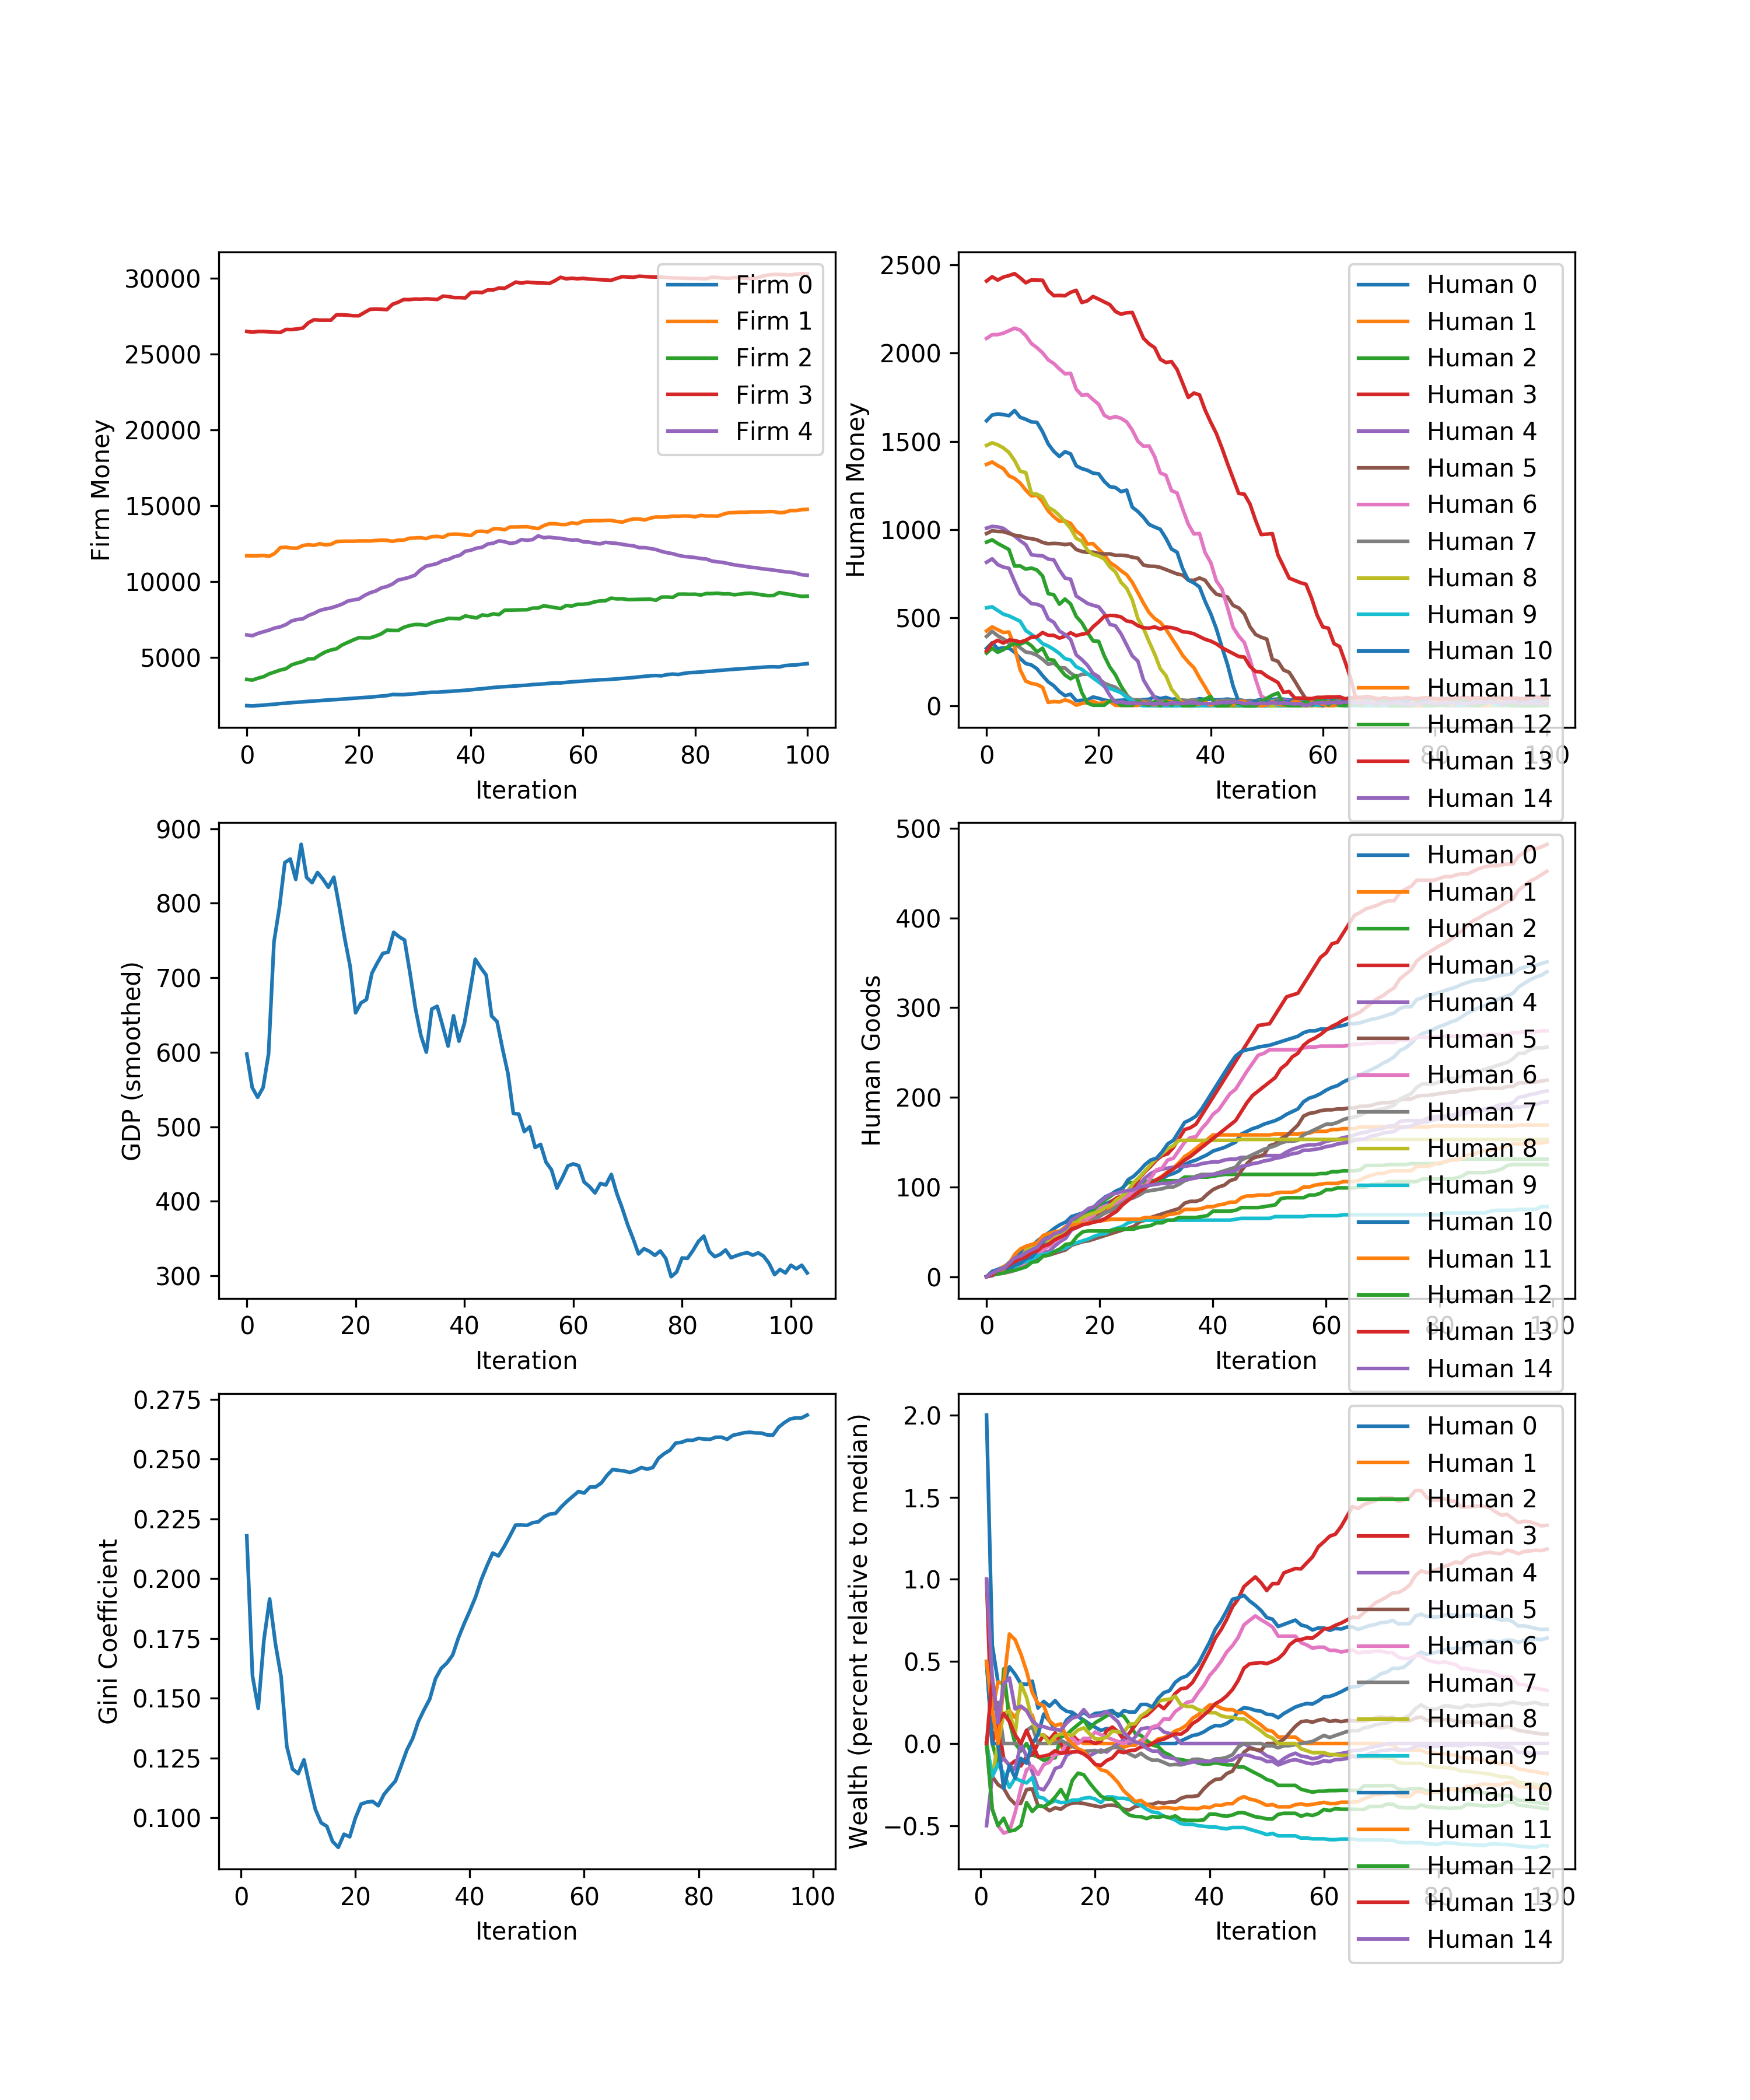 30000
25000
20000
15000
10000
5000
Firm Money
0 20 40 60 80 100
Iteration
Firm 0
Firm 1
Firm 2
Firm 3
Firm 4
2500
2000
1500
1000
500
0
Human Money
0 20 40 60 80 100
Iteration
Human 0
Human 1
Human 2
Human 3
Human 4
Human 5
Human 6
Human 7
Human 8
Human 9
Human 10
Human 11
Human 12
Human 13
Human 14
900
800
700
600
500
400
300
GDP (smoothed)
0 20 40 60 80 100
Iteration
500
400
300
200
100
0
Human Goods
0 20 40 60 80 100
Iteration
Human 0
Human 1
Human 2
Human 3
Human 4
Human 5
Human 6
Human 7
Human 8
Human 9
Human 10
Human 11
Human 12
Human 13
Human 14
0.275
0.250
0.225
0.200
0.175
0.150
0.125
0.100
Gini Coefficient
0 20 40 60 80 100
Iteration
2.0
1.5
1.0
0.5
0.0
−0.5
Wealth (percent relative to median)
0 20 40 60 80 100
Iteration
Human 0
Human 1
Human 2
Human 3
Human 4
Human 5
Human 6
Human 7
Human 8
Human 9
Human 10
Human 11
Human 12
Human 13
Human 14